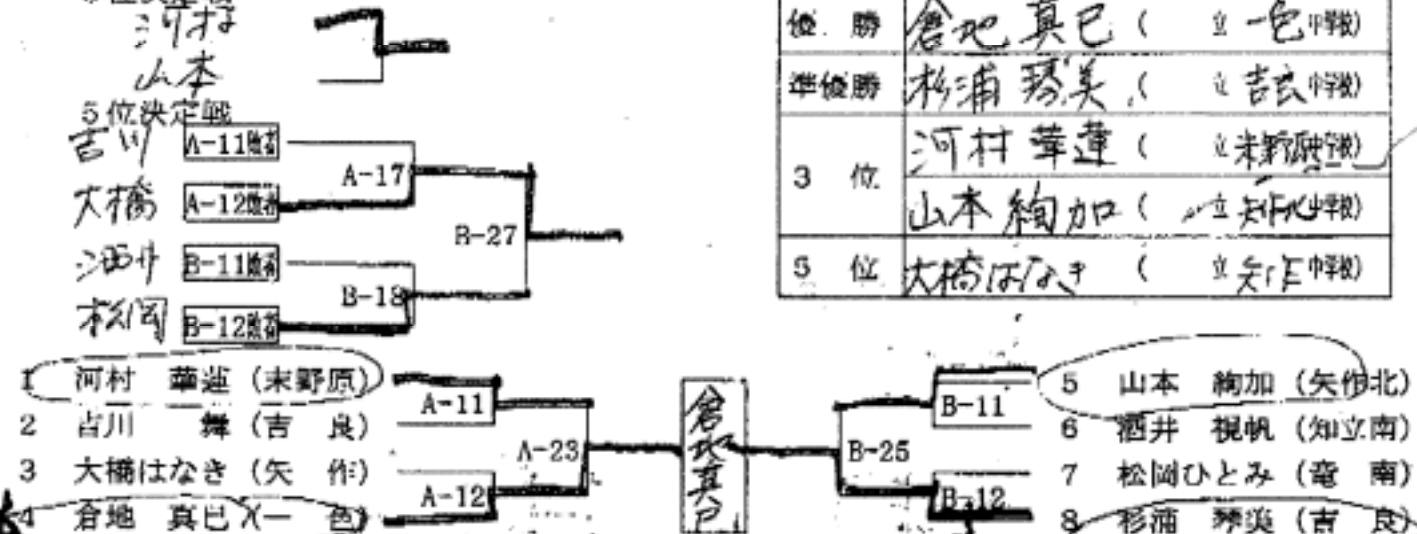 河村
山本
5位決定戦
吉川 A-11敗者
大橋 A-12敗者
A-17
酒井 B-11敗者
松岡 B-12敗者
B-18
B-27
優勝 倉地 真巳 ( 立 一色 中学校)
準優勝 杉浦 琴美 ( 立 吉良 中学校)
3位 河村 華蓮 ( 立 末野原 中学校)
山本 絢加 ( 立 矢作北 中学校)
5位 大橋はなき ( 立 矢作 中学校)
1 河村 華蓮 (末野原)
2 吉川 舞 (吉 良)
3 大橋はなき (矢 作)
4 倉地 真巳 (一 色)
A-11
A-12
A-23
倉地真巳
B-25
B-11
B-12
5 山本 絢加 (矢作北)
6 酒井 視帆 (知立南)
7 松岡ひとみ (竜 南)
8 杉浦 琴美 (吉 良)